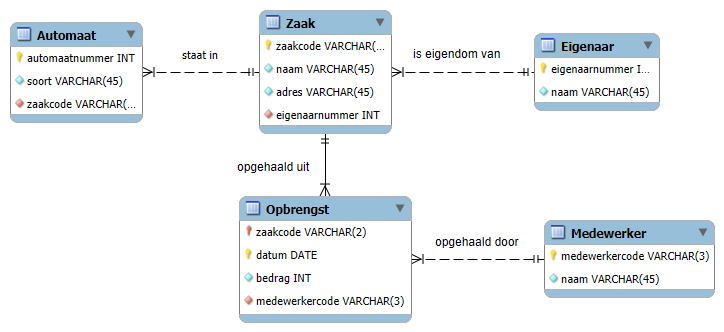 Automaat
automaatnummer INT
soort VARCHAR(45)
zaakcode VARCHAR(...
staat in
Zaak
zaakcode VARCHAR(...
naam VARCHAR(45)
adres VARCHAR(45)
eigenaarnummer INT
is eigendom van
Eigenaar
eigenaarnummer I...
naam VARCHAR(45)
opgehaald uit
Opbrengst
zaakcode VARCHAR(2)
datum DATE
bedrag INT
medewerkercode VARCHAR(3)
opgehaald door
Medewerker
medewerkercode VARCHAR(3)
naam VARCHAR(45)